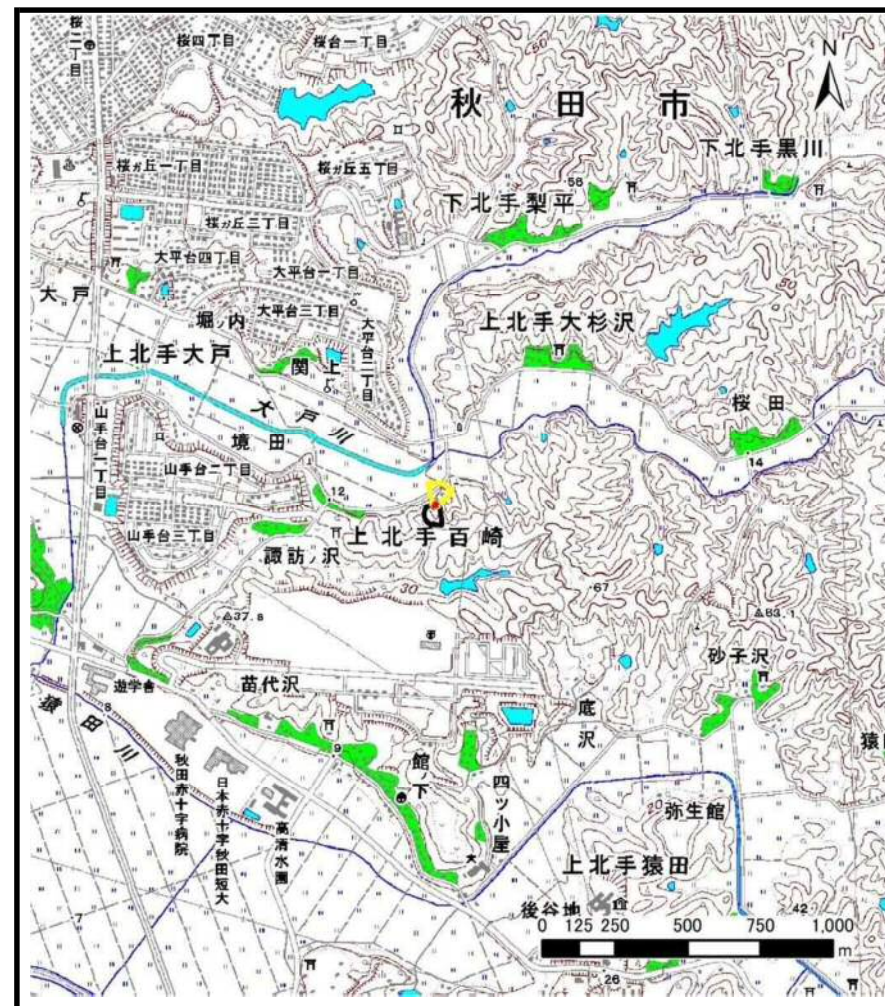 桜二丁目
桜四丁目
桜台一丁目
50
N
秋田市
下北手黒川
桜ガ丘一丁目
桜ガ丘五丁目
58
下北手梨平
桜ガ丘三丁目
大平台四丁目
大平台一丁目
大戸
堀ノ内
大平台三丁目
大平台二丁目
上北手大杉沢
上北手大戸
関上
桜田
大戸川
境田
山手台一丁目
山手台二丁目
12
14
山手台三丁目
上北手百崎
諏訪ノ沢
30
67
37.8
63.1
砂子沢
苗代沢
遊学舎
底沢
8
猿田川
9
館ノ下
四ツ小屋
弥生館
20
秋田赤十字病院
日本赤十字秋田短大
高清水園
上北手猿田
後谷地
42
7
0 125 250 500 750 1,000
m
26